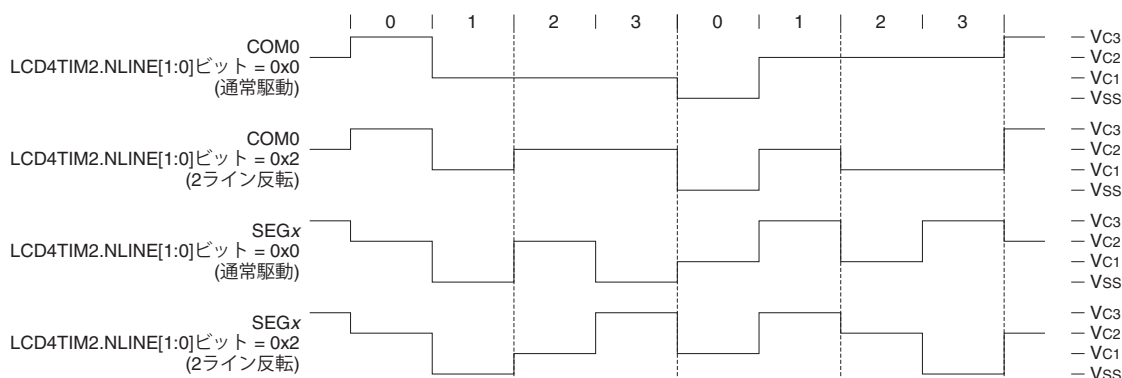 0 1 2 3 0 1 2 3
COM0
LCD4TIM2.NLINE[1:0]ビット = 0x0
(通常駆動)
VC3
VC2
VC1
VSS
COM0
LCD4TIM2.NLINE[1:0]ビット = 0x2
(2ライン反転)
VC3
VC2
VC1
VSS
SEGx
LCD4TIM2.NLINE[1:0]ビット = 0x0
(通常駆動)
VC3
VC2
VC1
VSS
SEGx
LCD4TIM2.NLINE[1:0]ビット = 0x2
(2ライン反転)
VC3
VC2
VC1
VSS